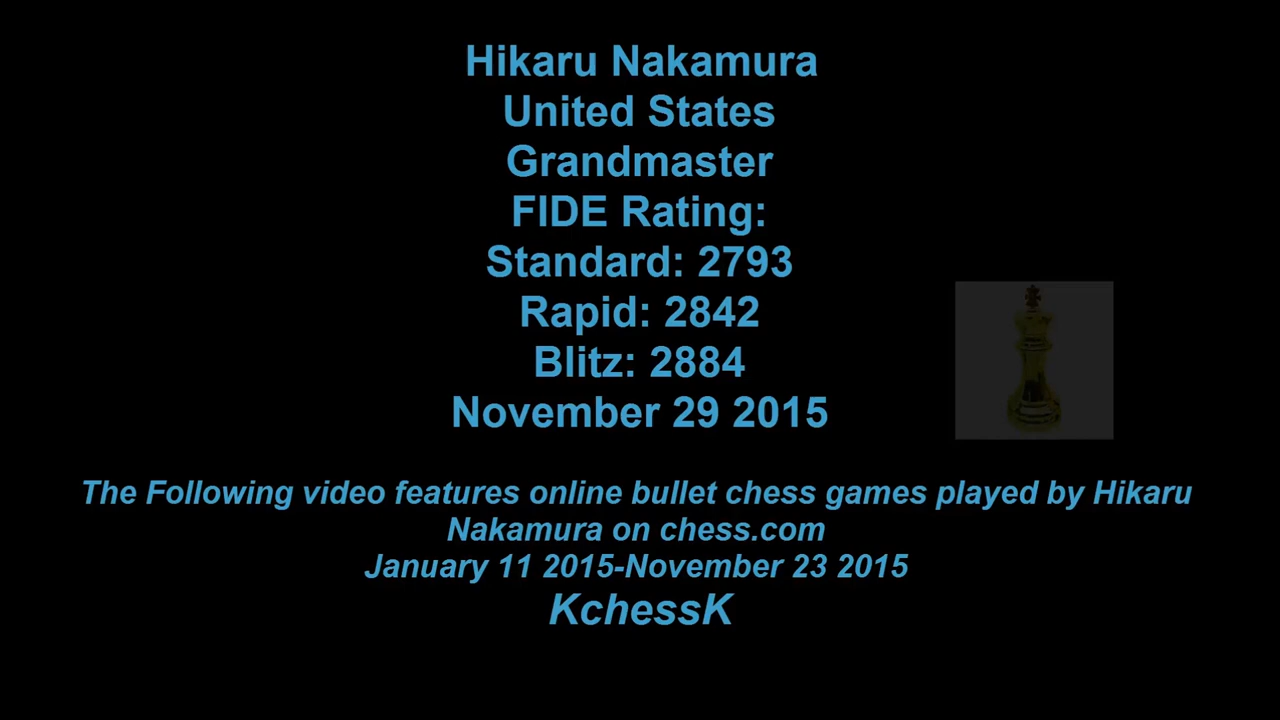 Hikaru Nakamura
United States
Grandmaster
FIDE Rating:
Standard: 2793
Rapid: 2842
Blitz: 2884
November 29 2015
The Following video features online bullet chess games played by Hikaru
Nakamura on chess.com
January 11 2015-November 23 2015
KchessK